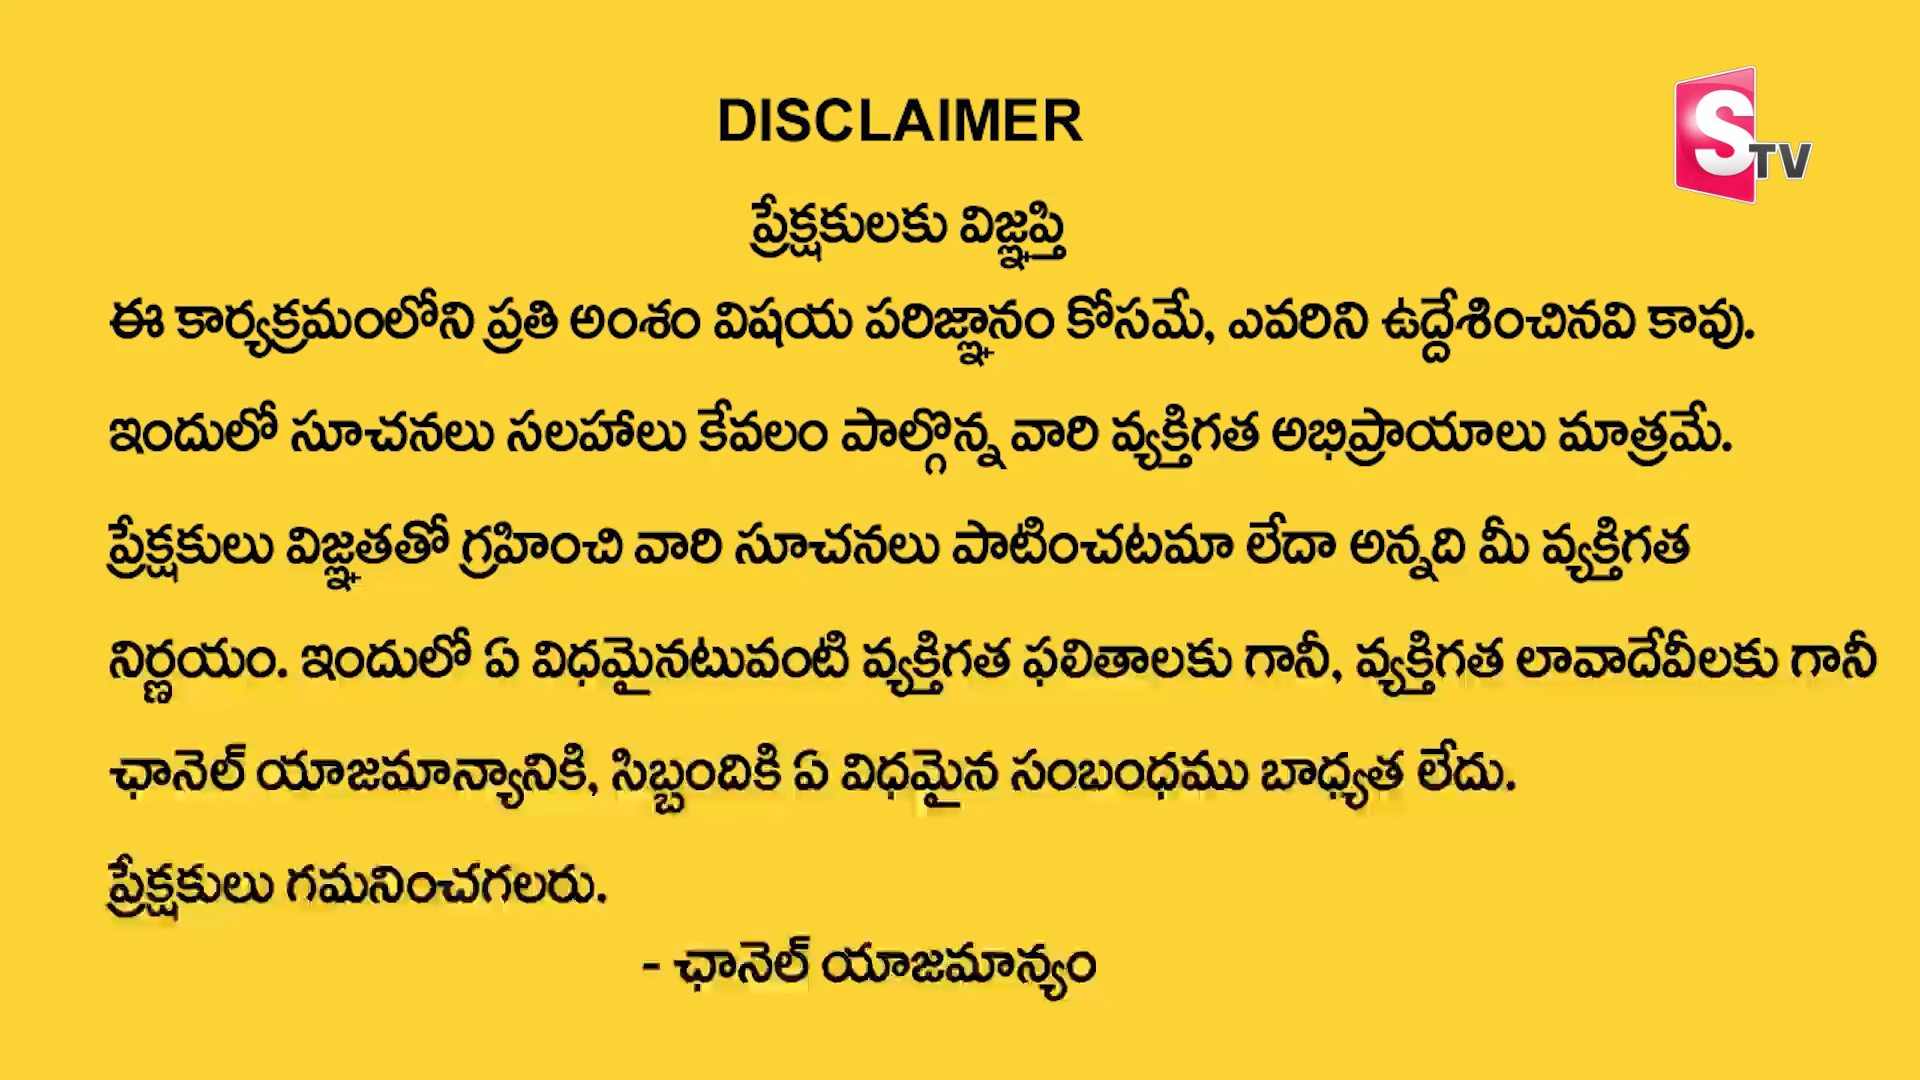 DISCLAIMER
STV
ప్రేక్షకులకు విజ్ఞప్తి
ఈ కార్యక్రమంలోని ప్రతి అంశం విషయ పరిజ్ఞానం కోసమే, ఎవరిని ఉద్దేశించినవి కావు.
ఇందులో సూచనలు సలహాలు కేవలం పాల్గొన్న వారి వ్యక్తిగత అభిప్రాయాలు మాత్రమే.
ప్రేక్షకులు విజ్ఞతతో గ్రహించి వారి సూచనలు పాటించటమా లేదా అన్నది మీ వ్యక్తిగత
నిర్ణయం. ఇందులో ఏ విధమైనటువంటి వ్యక్తిగత ఫలితాలకు గానీ, వ్యక్తిగత లావాదేవీలకు గానీ
ఛానెల్ యాజమాన్యానికి, సిబ్బందికి ఏ విధమైన సంబంధము బాధ్యత లేదు.
ప్రేక్షకులు గమనించగలరు.
- ఛానెల్ యాజమాన్యం